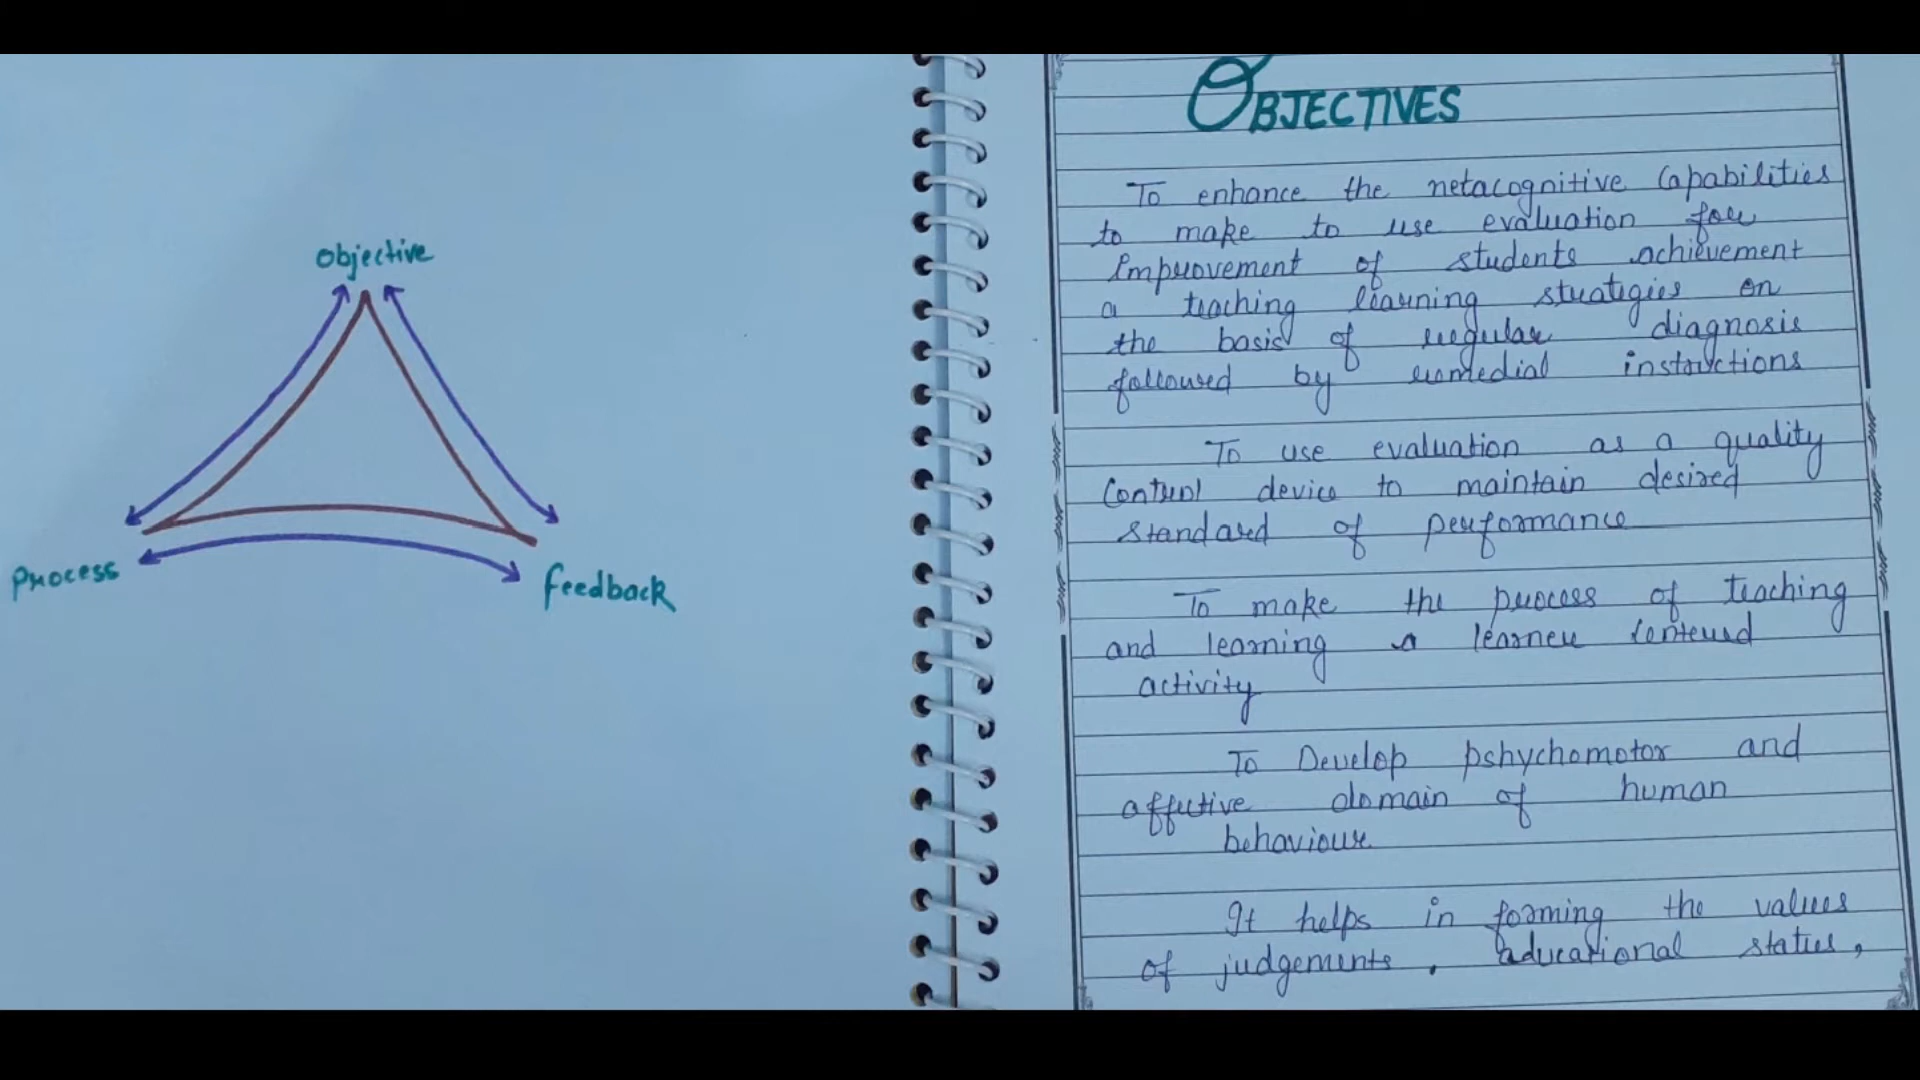 Objective
Process
feedback
OBJECTIVES
To enhance the netacognitive Capabilities
to make to use evaluation for
Improvement of students achievement
a teaching learning strategies on
the basis of regular diagnosis
followed by remedial instructions
To use evaluation as a quality
Control device to maintain desired
standard of performance
To make the process of teaching
and learning a learner centered
activity
To Develop pshychomotor and
affective domain of human
behaviour.
It helps in forming the values
of judgements, aducational status,